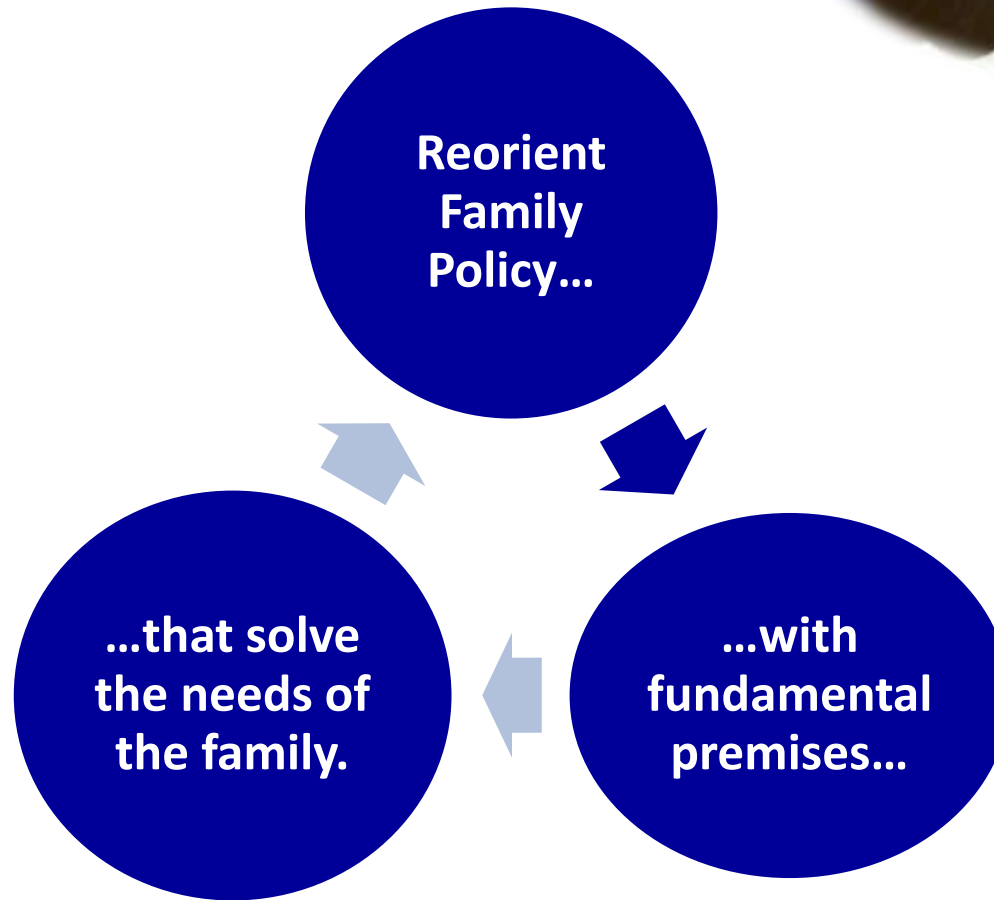 Reorient
Family
Policy…
…with
fundamental
premises…
…that solve
the needs of
the family.